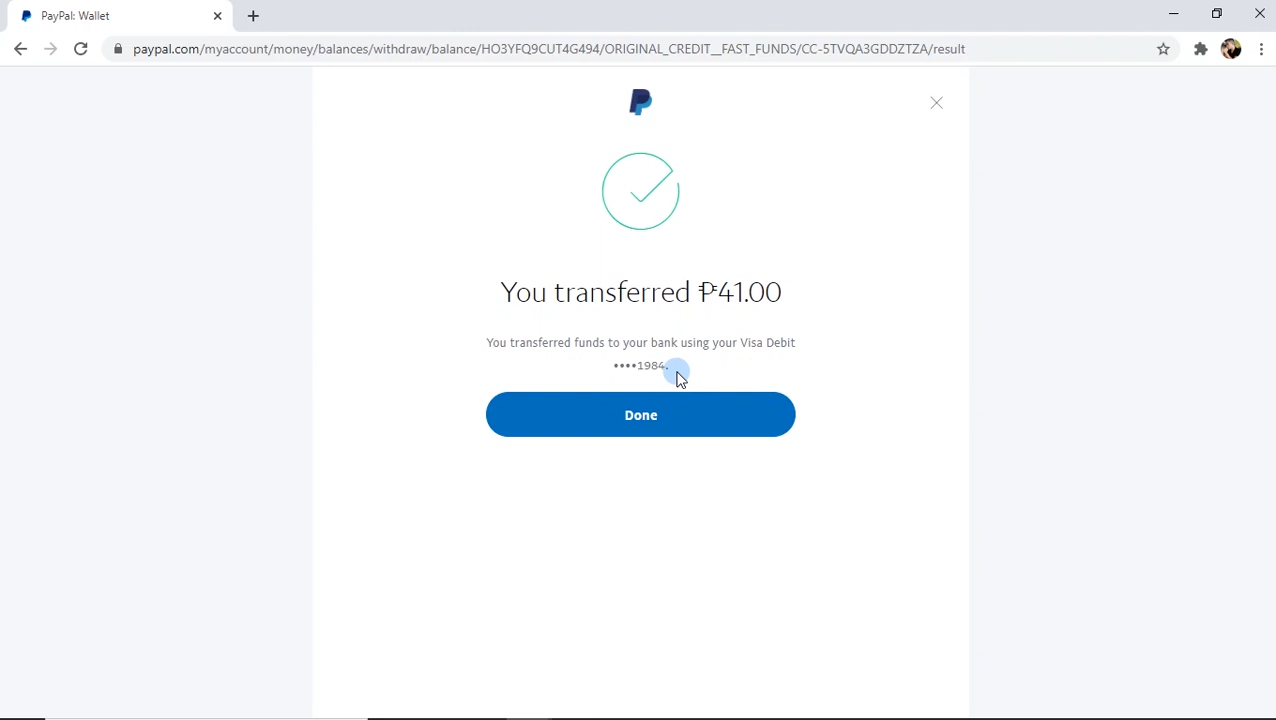 PayPal: Wallet
paypal.com/myaccount/money/balances/withdraw/balance/HO3YFQ9CUT4G494/ORIGINAL_CREDIT__FAST_FUNDS/CC-5TVQA3GDDZTZA/result
You transferred ₱41.00
You transferred funds to your bank using your Visa Debit
••••1984.
Done